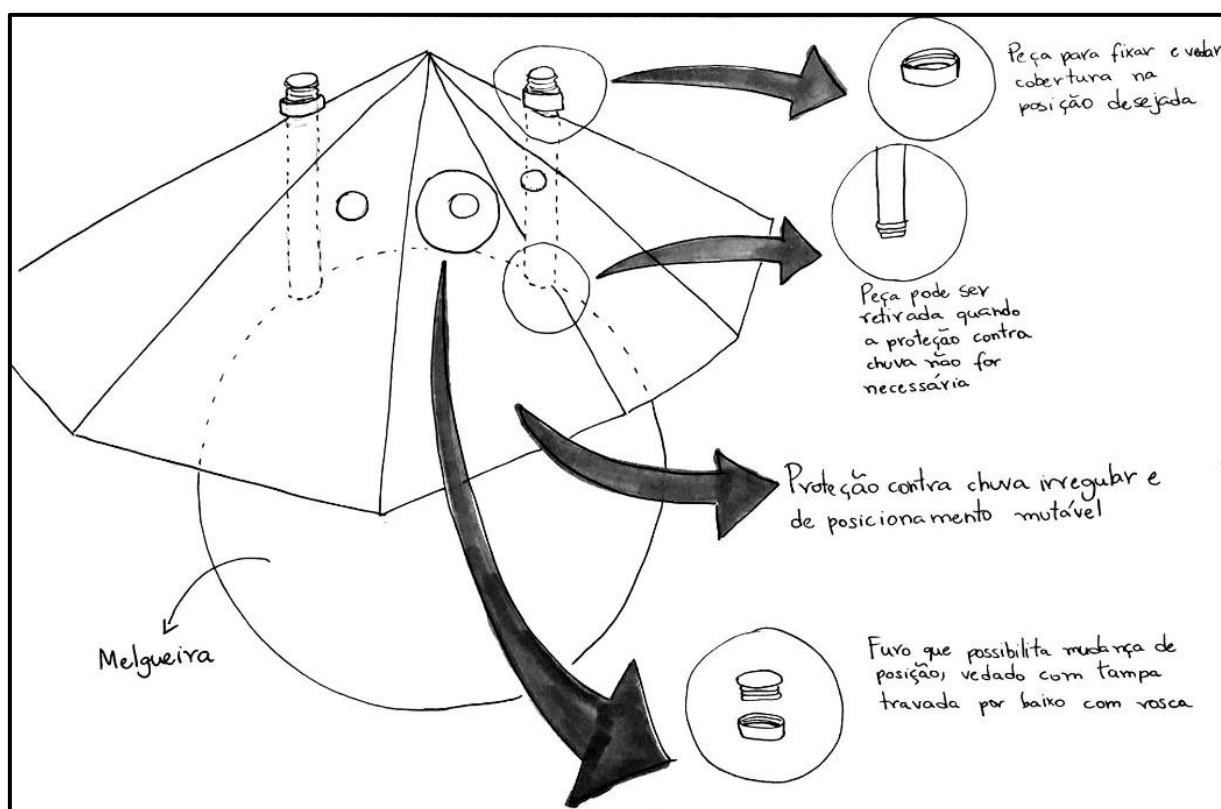 Peça para fixar e vedar
cobertura na
posição desejada
Peça pode ser
retirada quando
a proteção contra
chuva não for
necessária
Proteção contra chuva irregular e
de posicionamento mutável
Melgueira
Furo que possibilita mudança de
posição, vedado com tampa
travada por baixo com rosca